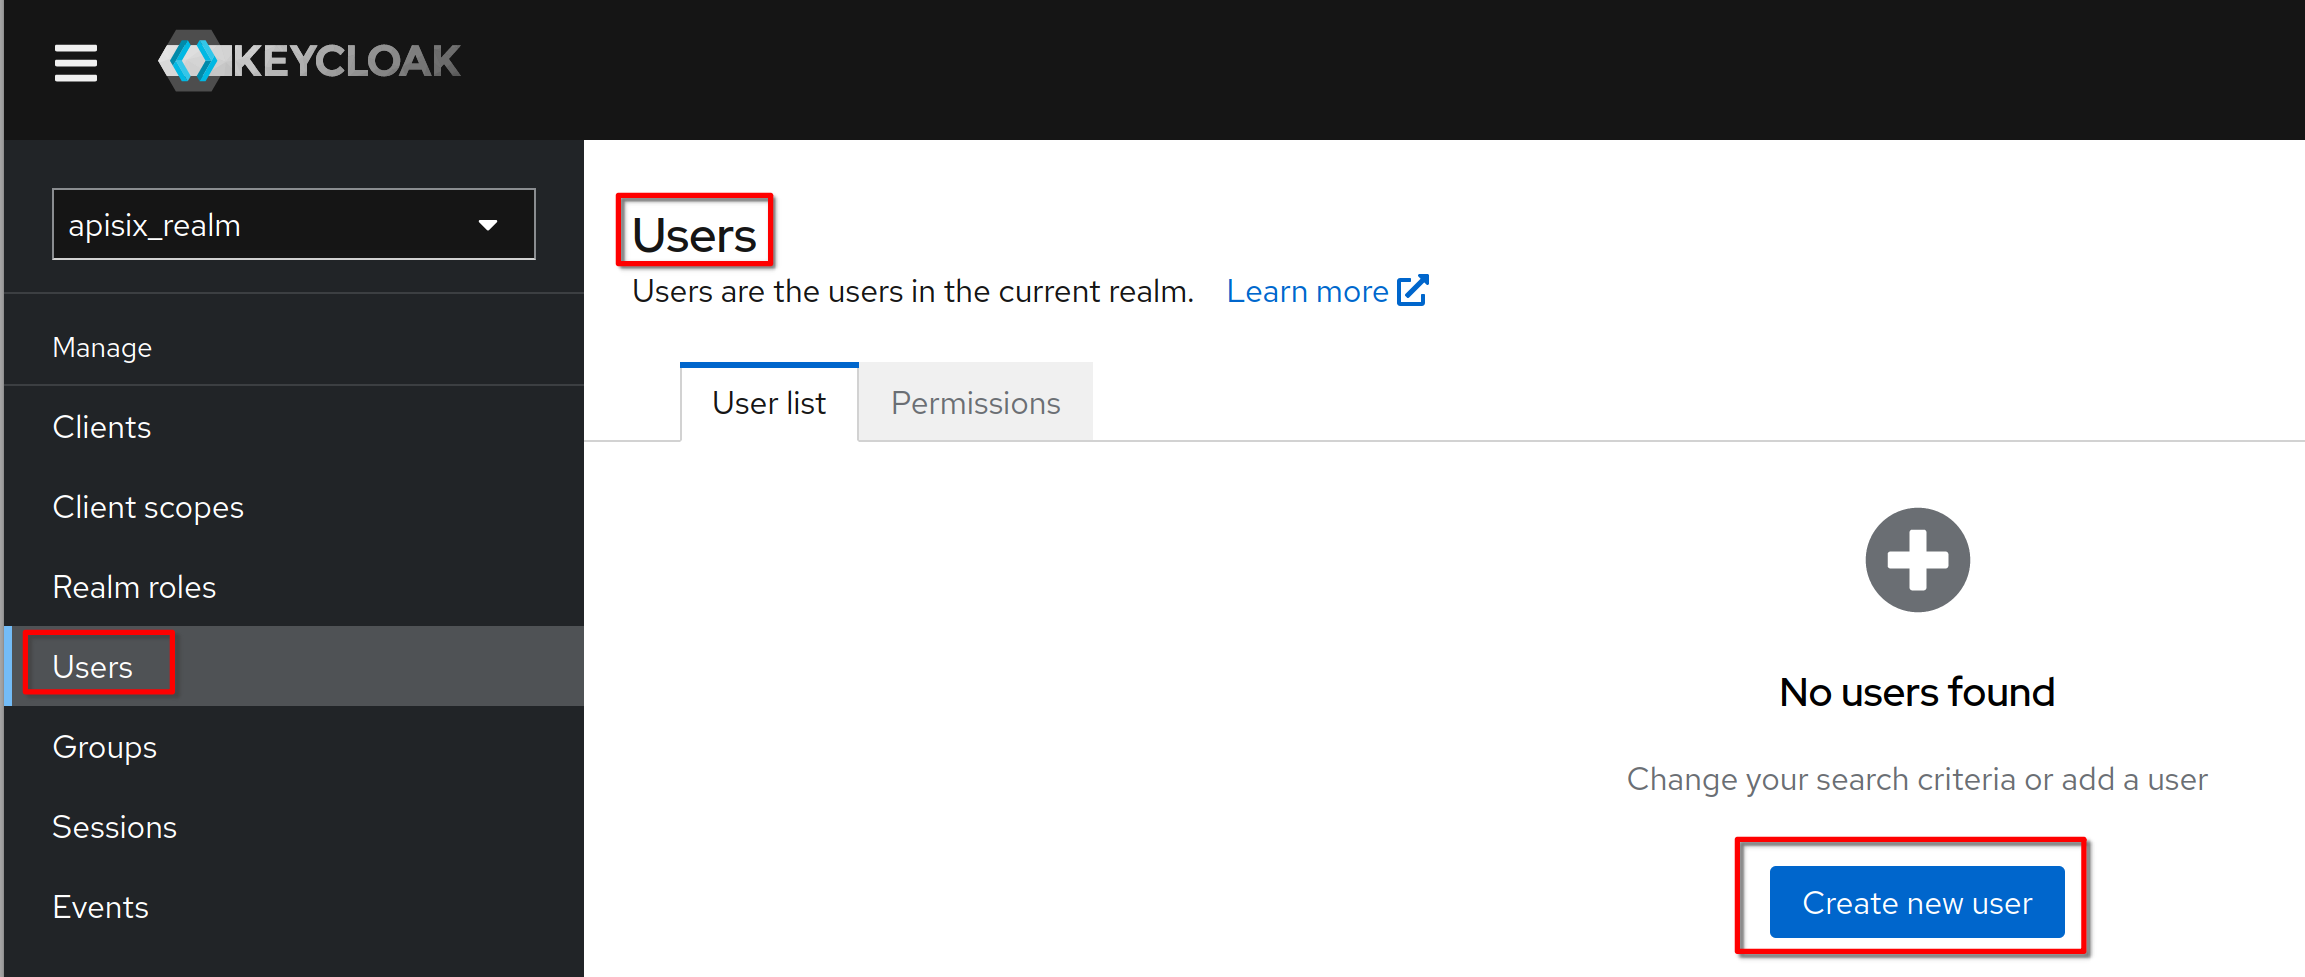 KEYCLOAK
apisix_realm
Manage
Clients
Client scopes
Realm roles
Users
Groups
Sessions
Events
Users
Users are the users in the current realm. Learn more
User list Permissions
No users found
Change your search criteria or add a user
Create new user